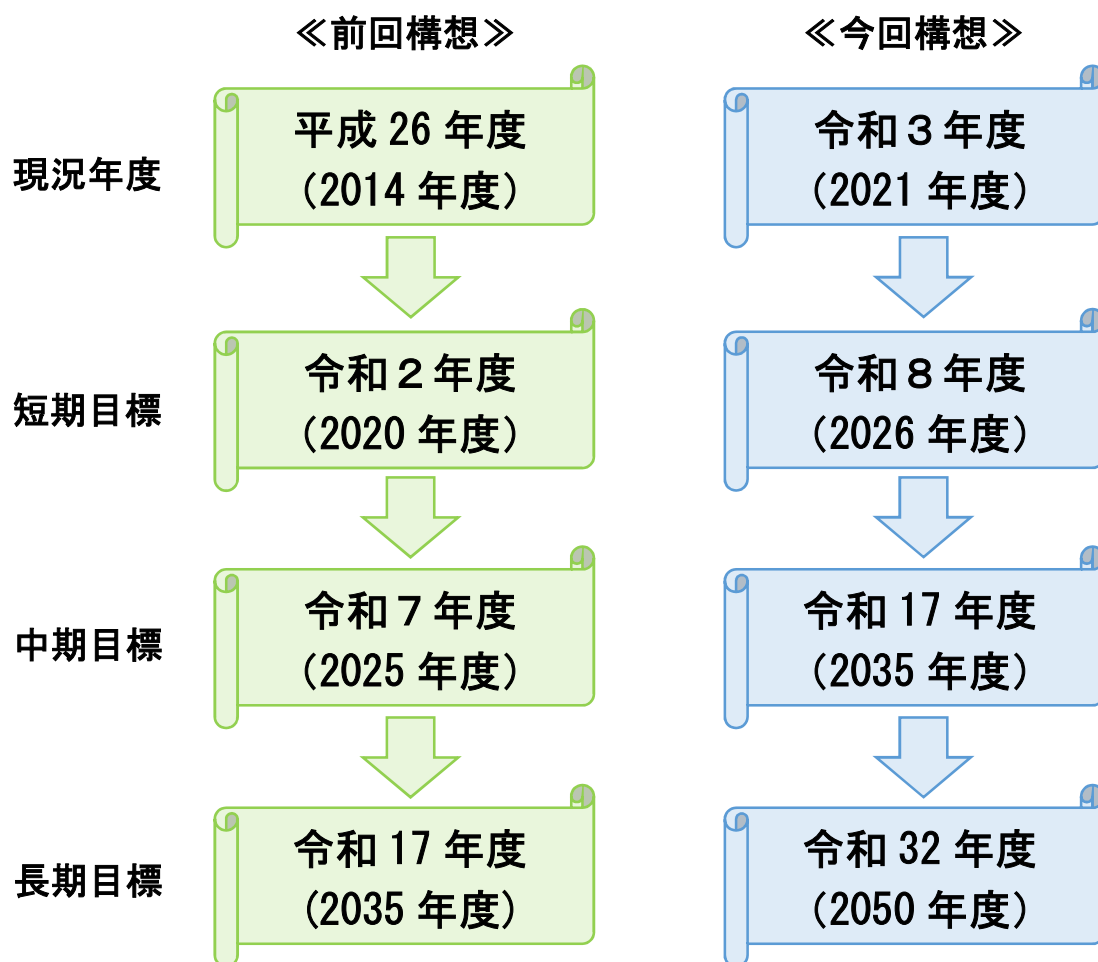 ≪前回構想≫ ≪今回構想≫
現況年度
平成 26 年度
（2014 年度）
令和３年度
（2021 年度）
短期目標
令和２年度
（2020 年度）
令和８年度
（2026 年度）
中期目標
令和７年度
（2025 年度）
令和 17 年度
（2035 年度）
長期目標
令和 17 年度
（2035 年度）
令和 32 年度
（2050 年度）